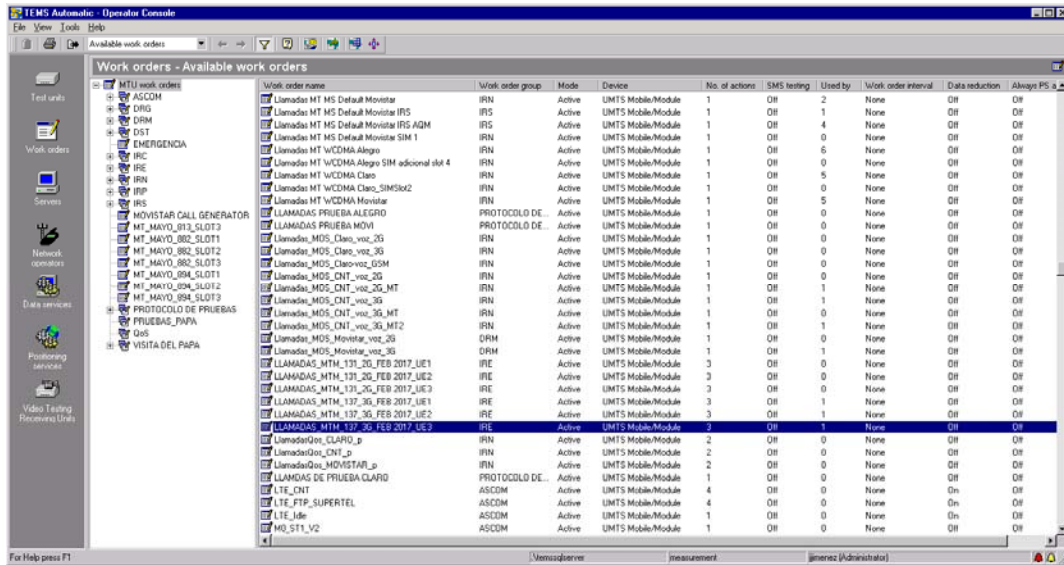 TEMS Automatic - Operator Console
File View Tools Help
Available work orders
Work orders - Available work orders
Test units
Work orders
Servers
Network operators
Data services
Positioning services
Video Testing Receiving Units
MTU work orders
ASCOM
DRG
DRM
DST
EMERGENCIA
IRC
IRE
IRN
IRP
IRS
MOVISTAR CALL GENERATOR
MT_MAYO_813_SLOT3
MT_MAYO_882_SLOT1
MT_MAYO_882_SLOT2
MT_MAYO_882_SLOT3
MT_MAYO_894_SLOT1
MT_MAYO_894_SLOT2
MT_MAYO_894_SLOT3
PROTOCOLO DE PRUEBAS
PRUEBAS_PAPA
QoS
VISITA DEL PAPA
Work order name Work order group Mode Device No. of actions SMS testing Used by Work order interval Data reduction Always PS a
Llamadas MT MS Default Movistar IRN Active UMTS Mobile/Module 1 Off 2 None Off Off
Llamadas MT MS Default Movistar IRS IRS Active UMTS Mobile/Module 1 Off 1 None Off Off
Llamadas MT MS Default Movistar IRS AQM IRS Active UMTS Mobile/Module 1 Off 4 None Off Off
Llamadas MT MS Default Movistar SIM 1 IRN Active UMTS Mobile/Module 1 Off 0 None Off Off
Llamadas MT WCDMA Alegro IRN Active UMTS Mobile/Module 1 Off 6 None Off Off
Llamadas MT WCDMA Alegro SIM adicional slot 4 IRN Active UMTS Mobile/Module 1 Off 0 None Off Off
Llamadas MT WCDMA Claro IRN Active UMTS Mobile/Module 1 Off 5 None Off Off
Llamadas MT WCDMA Claro_SIMSlot2 IRN Active UMTS Mobile/Module 1 Off 0 None Off Off
Llamadas MT WCDMA Movistar IRN Active UMTS Mobile/Module 1 Off 5 None Off Off
LLAMADAS PRUEBA ALEGRO PROTOCOLO DE... Active UMTS Mobile/Module 1 Off 0 None Off Off
LLAMADAS PRUEBA MOVI PROTOCOLO DE... Active UMTS Mobile/Module 1 Off 0 None Off Off
Llamadas_MOS_Claro_voz_2G IRN Active UMTS Mobile/Module 1 Off 0 None Off Off
Llamadas_MOS_Claro_voz_3G IRN Active UMTS Mobile/Module 1 Off 0 None Off Off
Llamadas_MOS_Claro-voz_GSM IRN Active UMTS Mobile/Module 1 Off 0 None Off Off
Llamadas_MOS_CNT_voz_2G IRN Active UMTS Mobile/Module 1 Off 0 None Off Off
Llamadas_MOS_CNT_voz_2G_MT IRN Active UMTS Mobile/Module 1 Off 1 None Off Off
Llamadas_MOS_CNT_voz_3G IRN Active UMTS Mobile/Module 1 Off 1 None Off Off
Llamadas_MOS_CNT_voz_3G_MT IRN Active UMTS Mobile/Module 1 Off 0 None Off Off
Llamadas_MOS_CNT_voz_3G_MT2 IRN Active UMTS Mobile/Module 1 Off 1 None Off Off
Llamadas_MOS_Movistar_voz_2G DRM Active UMTS Mobile/Module 1 Off 0 None Off Off
Llamadas_MOS_Movistar_voz_3G DRM Active UMTS Mobile/Module 1 Off 1 None Off Off
LLAMADAS_MTM_131_2G_FEB 2017_UE1 IRE Active UMTS Mobile/Module 3 Off 0 None Off Off
LLAMADAS_MTM_131_2G_FEB 2017_UE2 IRE Active UMTS Mobile/Module 3 Off 0 None Off Off
LLAMADAS_MTM_131_2G_FEB 2017_UE3 IRE Active UMTS Mobile/Module 3 Off 0 None Off Off
LLAMADAS_MTM_137_3G_FEB 2017_UE1 IRE Active UMTS Mobile/Module 3 Off 1 None Off Off
LLAMADAS_MTM_137_3G_FEB 2017_UE2 IRE Active UMTS Mobile/Module 3 Off 1 None Off Off
LLAMADAS_MTM_137_3G_FEB 2017_UE3 IRE Active UMTS Mobile/Module 3 Off 1 None Off Off
LlamadasQos_CLARO_p IRN Active UMTS Mobile/Module 2 Off 0 None Off Off
LlamadasQos_CNT_p IRN Active UMTS Mobile/Module 2 Off 0 None Off Off
LlamadasQos_MOVISTAR_p IRN Active UMTS Mobile/Module 2 Off 0 None Off Off
LLAMDAS DE PRUEBA CLARO PROTOCOLO DE... Active UMTS Mobile/Module 1 Off 0 None Off Off
LTE_CNT ASCOM Active UMTS Mobile/Module 4 Off 0 None On Off
LTE_FTP_SUPERTEL ASCOM Active UMTS Mobile/Module 4 Off 0 None On Off
LTE_Idle ASCOM Active UMTS Mobile/Module 1 Off 0 None On Off
M0_ST1_V2 ASCOM Active UMTS Mobile/Module 1 Off 0 None Off Off
For Help press F1 .\temssqlserver measurement jjimenez (Administrator)